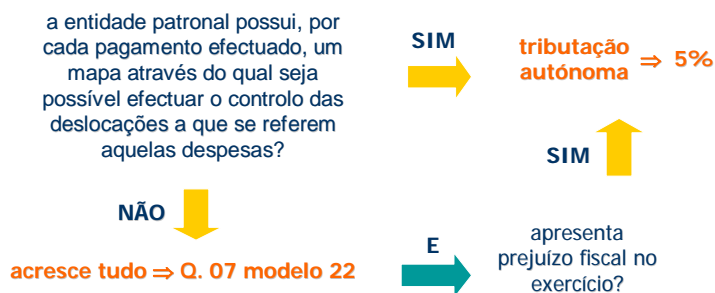 a entidade patronal possui, por
cada pagamento efectuado, um
mapa através do qual seja
possível efectuar o controlo das
deslocações a que se referem
aquelas despesas?
SIM
tributação
autónoma ⇒ 5%
SIM
NÃO
acresce tudo ⇒ Q. 07 modelo 22
E
apresenta
prejuízo fiscal no
exercício?